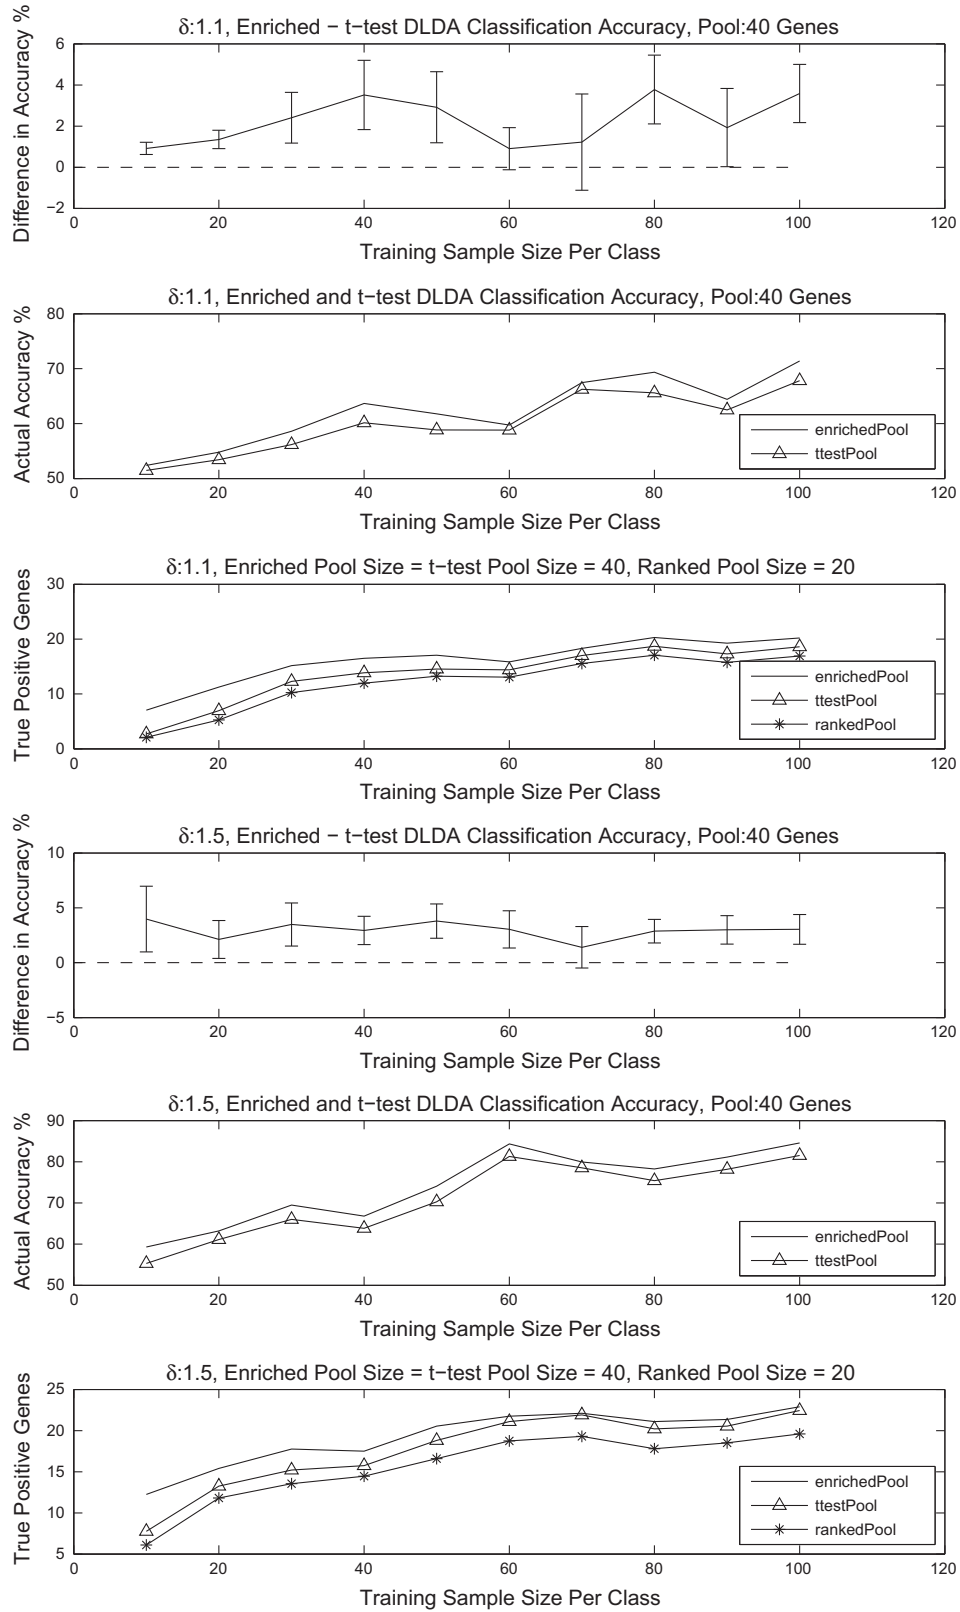 δ:1.1, Enriched − t−test DLDA Classification Accuracy, Pool:40 Genes
Difference in Accuracy %
6
4
2
0
−2
0 20 40 60 80 100 120
Training Sample Size Per Class
δ:1.1, Enriched and t−test DLDA Classification Accuracy, Pool:40 Genes
Actual Accuracy %
80
70
60
50
enrichedPool
ttestPool
0 20 40 60 80 100 120
Training Sample Size Per Class
δ:1.1, Enriched Pool Size = t−test Pool Size = 40, Ranked Pool Size = 20
True Positive Genes
30
20
10
0
enrichedPool
ttestPool
rankedPool
0 20 40 60 80 100 120
Training Sample Size Per Class
δ:1.5, Enriched − t−test DLDA Classification Accuracy, Pool:40 Genes
Difference in Accuracy %
10
5
0
−5
0 20 40 60 80 100 120
Training Sample Size Per Class
δ:1.5, Enriched and t−test DLDA Classification Accuracy, Pool:40 Genes
Actual Accuracy %
90
80
70
60
50
enrichedPool
ttestPool
0 20 40 60 80 100 120
Training Sample Size Per Class
δ:1.5, Enriched Pool Size = t−test Pool Size = 40, Ranked Pool Size = 20
True Positive Genes
25
20
15
10
5
enrichedPool
ttestPool
rankedPool
0 20 40 60 80 100 120
Training Sample Size Per Class